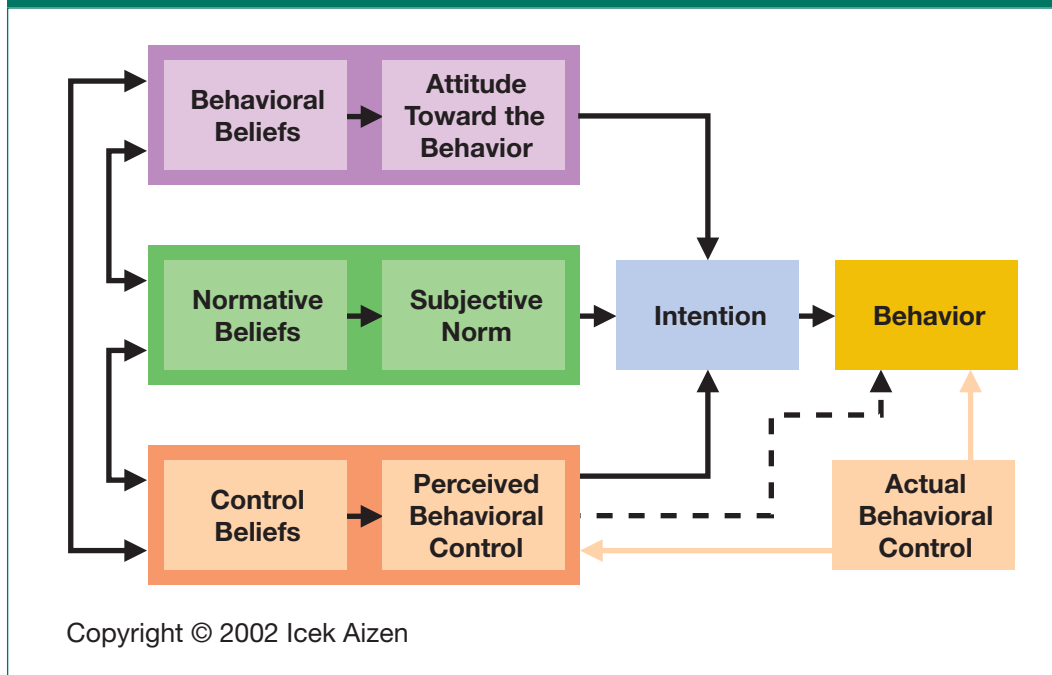 Behavioral
Beliefs
Attitude
Toward the
Behavior
Normative
Beliefs
Subjective
Norm
Intention
Behavior
Control
Beliefs
Perceived
Behavioral
Control
Actual
Behavioral
Control
Copyright © 2002 Icek Aizen